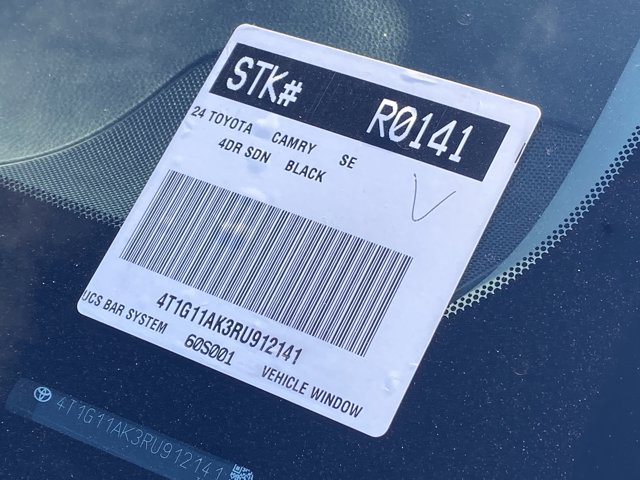 STK# R0141
24 TOYOTA CAMRY SE
4DR SDN BLACK
4T1G11AK3RU912141
UCS BAR SYSTEM 60S001 VEHICLE WINDOW
4T1G11AK3RU912141